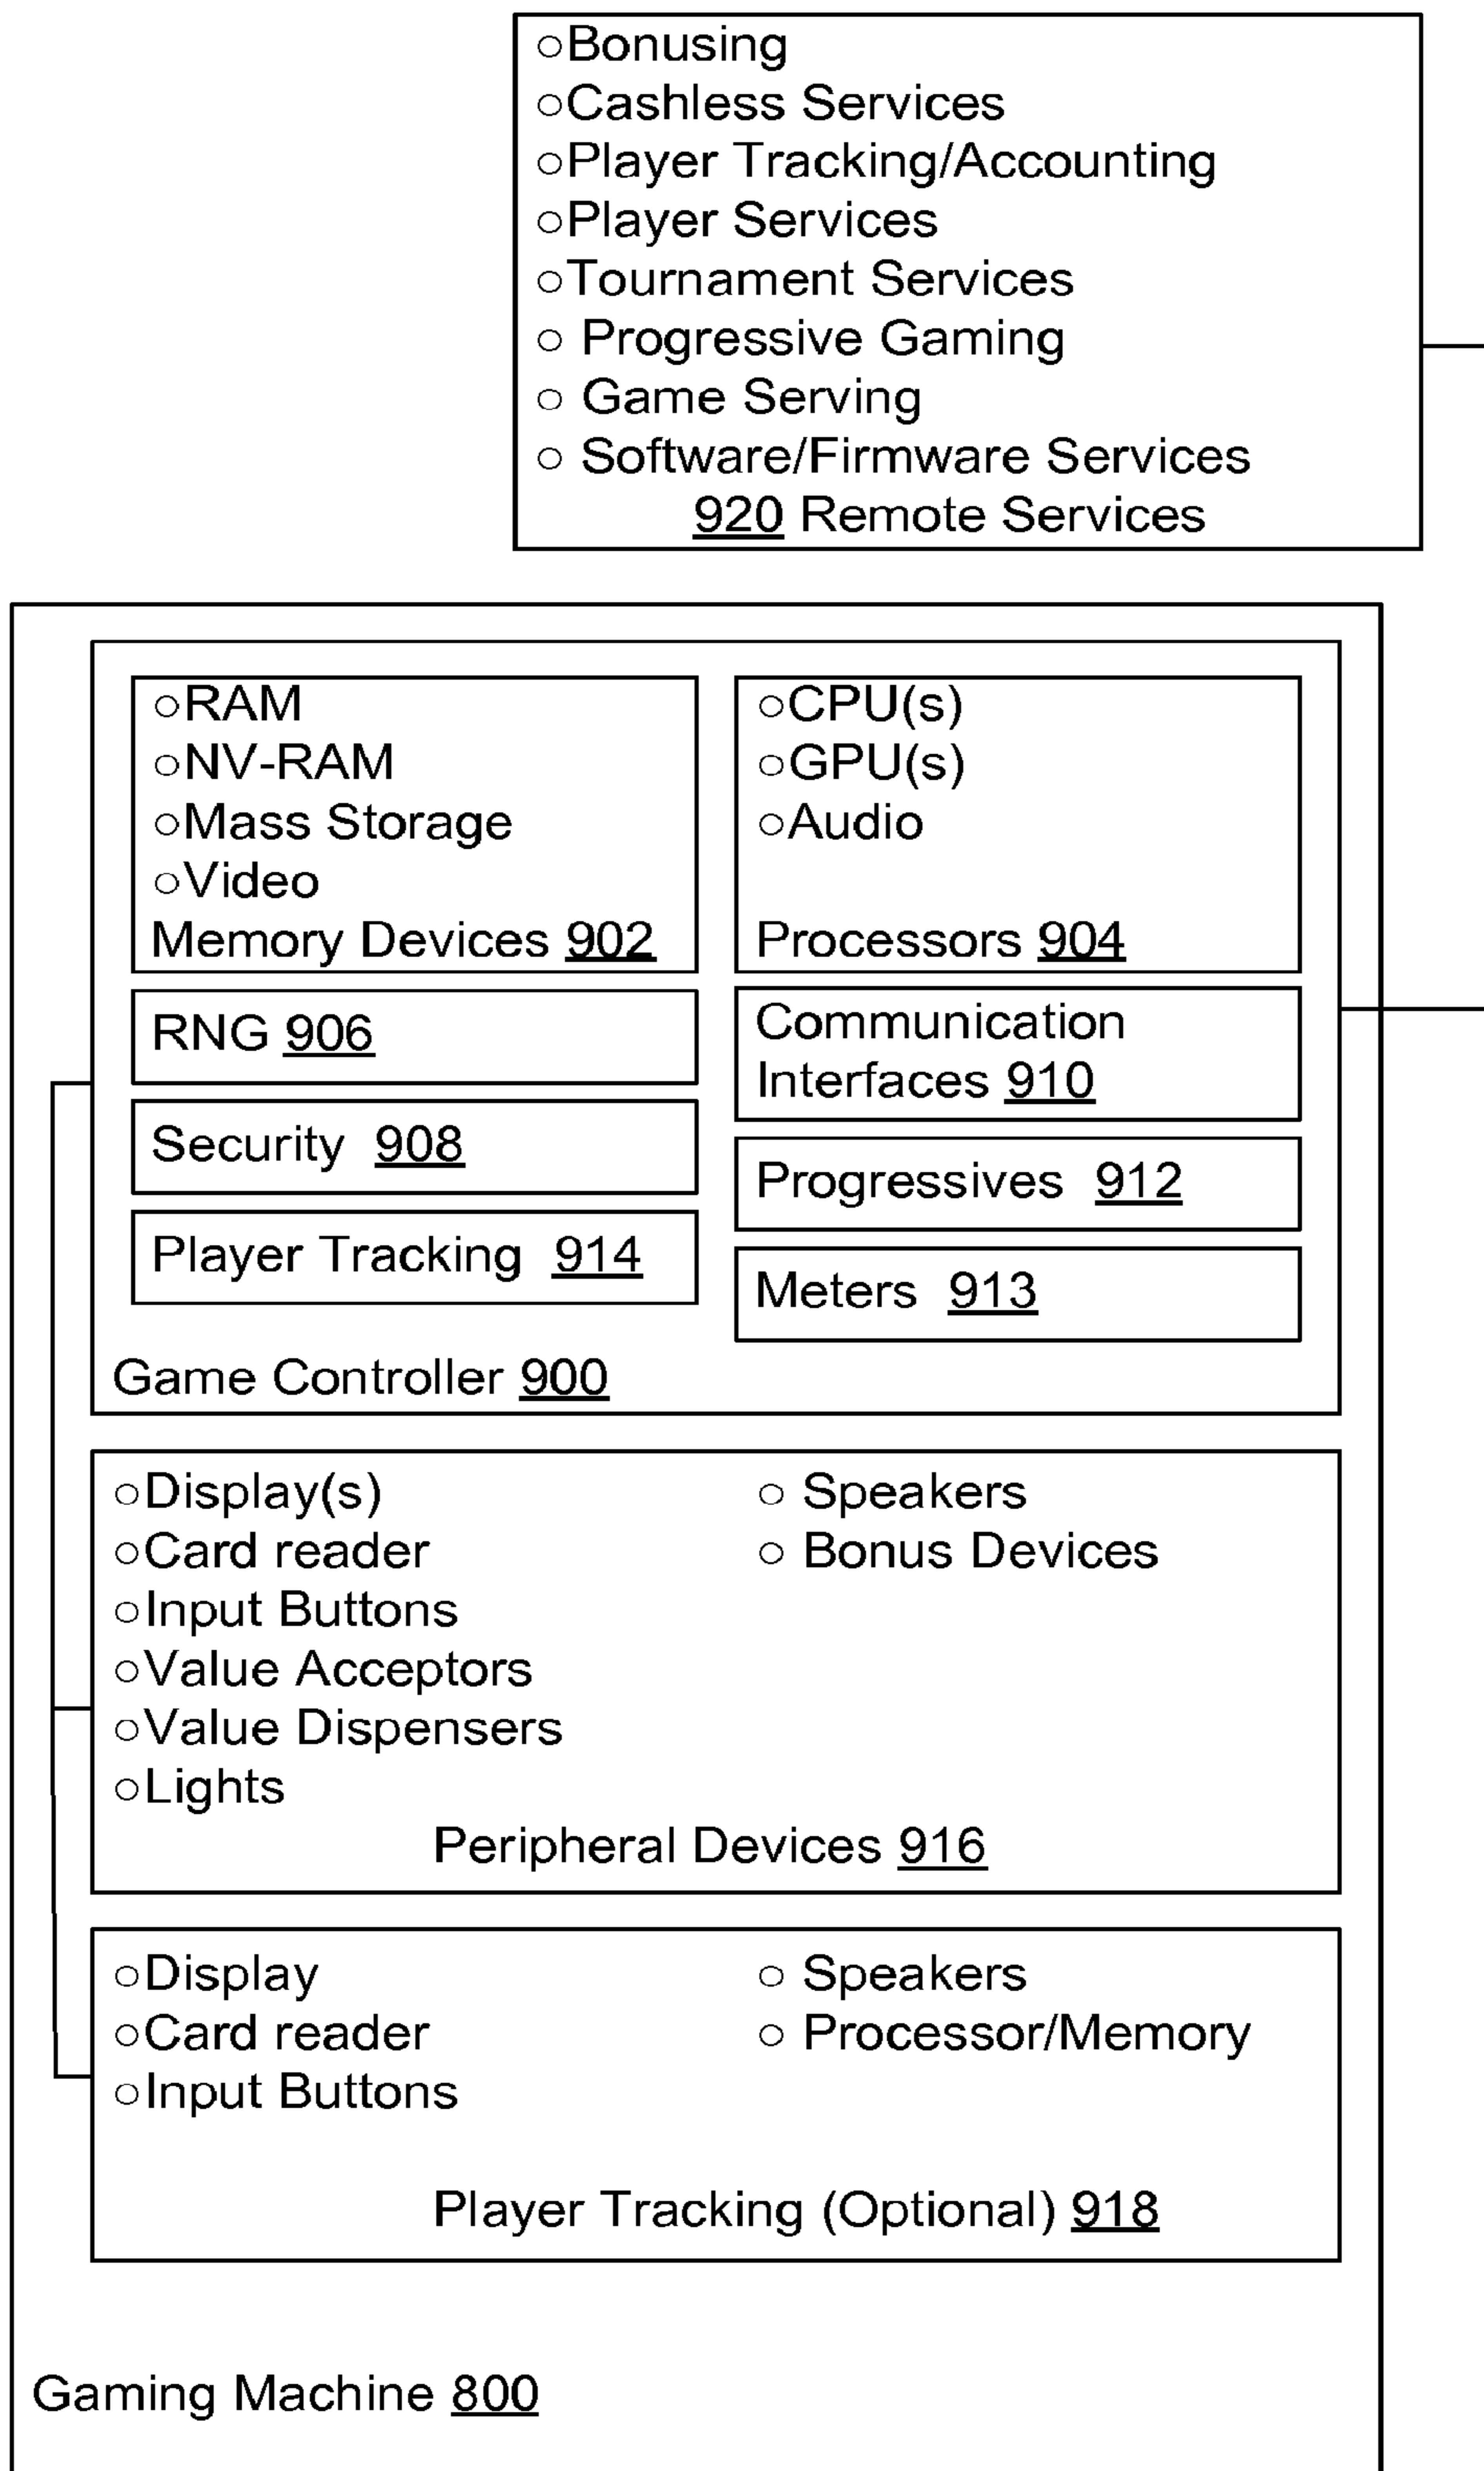 ○Bonusing
○Cashless Services
○Player Tracking/Accounting
○Player Services
○Tournament Services
○ Progressive Gaming
○ Game Serving
○ Software/Firmware Services
920 Remote Services
○RAM
○NV-RAM
○Mass Storage
○Video
Memory Devices 902
○CPU(s)
○GPU(s)
○Audio
Processors 904
RNG 906
Security 908
Player Tracking 914
Communication
Interfaces 910
Progressives 912
Meters 913
Game Controller 900
○Display(s)
○Card reader
○Input Buttons
○Value Acceptors
○Value Dispensers
○Lights
○ Speakers
○ Bonus Devices
Peripheral Devices 916
○Display
○Card reader
○Input Buttons
○ Speakers
○ Processor/Memory
Player Tracking (Optional) 918
Gaming Machine 800